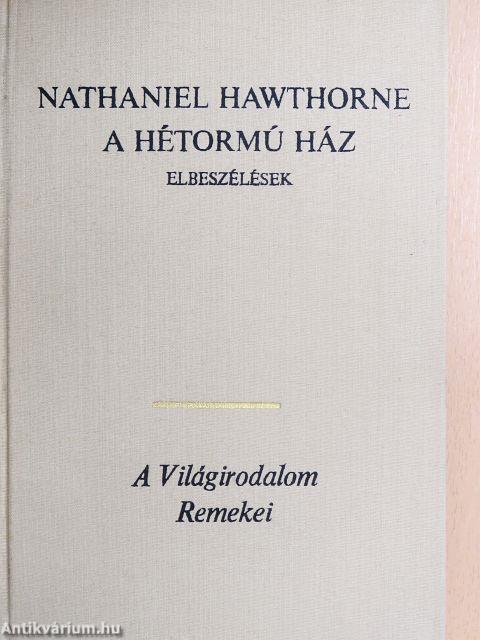 NATHANIEL HAWTHORNE
A HÉTORMÚ HÁZ
ELBESZÉLÉSEK
A Világirodalom
Remekei
Antikvárium.hu